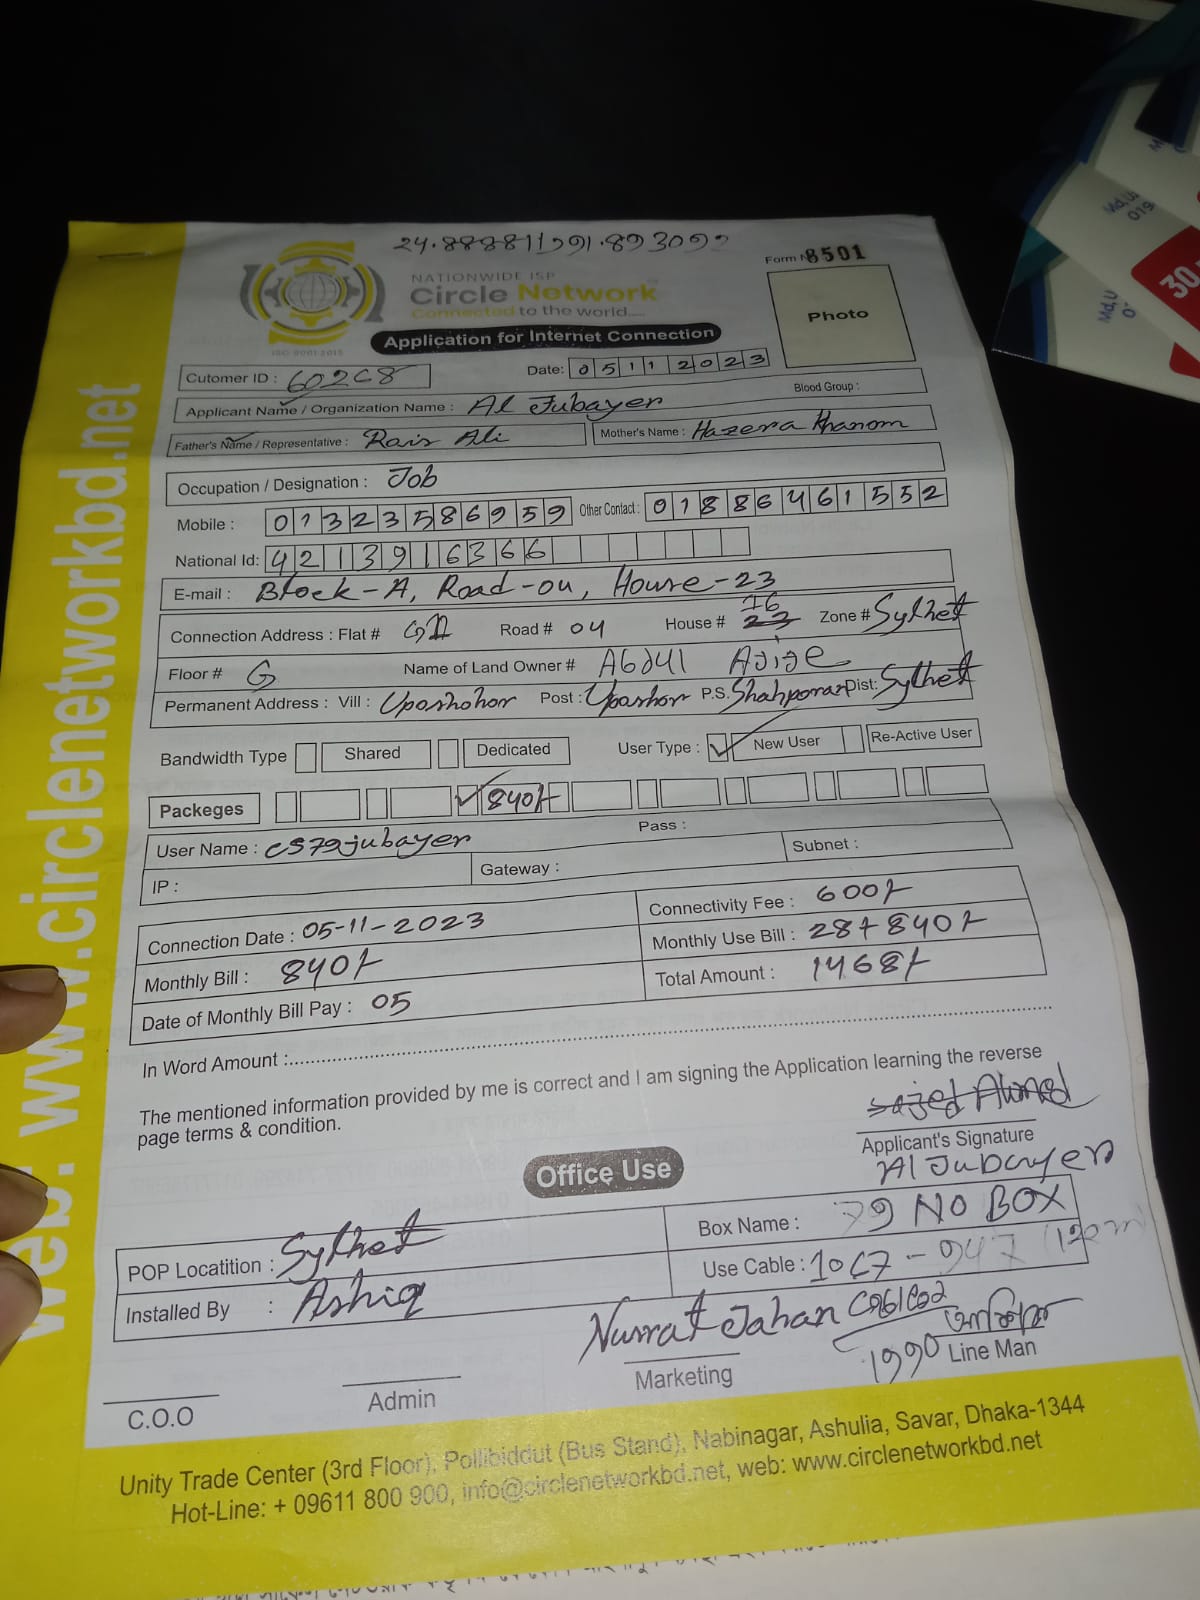 24.888811991.893092
Form No 8501
NATIONWIDE ISP
Circle Network
Connected to the world....
ISO 9001:2015
Photo
Application for Internet Connection
Cutomer ID : 60268
Date: 05112023
Blood Group :
Applicant Name / Organization Name : Al Jubayer
Father's Name / Representative : Rais Ali
Mother's Name : Hazera Khanom
Occupation / Designation : Job
Mobile : 01323586959 Other Contact : 01886461552
National Id: 4213916366
E-mail : Block-A, Road-04, House-23
Connection Address : Flat # Road # 04 House # 23 16 Zone # Sylhet
Floor # G Name of Land Owner # Abdul Ajije
Permanent Address : Vill : Uposhohor Post : Uposhor P.S. Shahporan Dist: Sylhet
Bandwidth Type Shared Dedicated User Type : ✓ New User Re-Active User
Packeges ✓ 840/-
User Name : cs79jubayer Pass :
IP : Gateway : Subnet :
Connection Date : 05-11-2023 Connectivity Fee : 600/-
Monthly Bill : 840/- Monthly Use Bill : 28+840/-
Date of Monthly Bill Pay : 05 Total Amount : 1468/-
In Word Amount :
The mentioned information provided by me is correct and I am signing the Application learning the reverse
page terms & condition.
Sajed Ahmed
Applicant's Signature
Al Jubayer
Office Use
POP Locatition : Sylhet Box Name : 79 NO BOX
Installed By : Ashiq Use Cable : 1067-947 (120m)
Nusrat Jahan
1990
C.O.O Admin Marketing Line Man
Unity Trade Center (3rd Floor), Pollibiddut (Bus Stand), Nabinagar, Ashulia, Savar, Dhaka-1344
Hot-Line: + 09611 800 900, info@circlenetworkbd.net, web: www.circlenetworkbd.net
web: www.circlenetworkbd.net
30